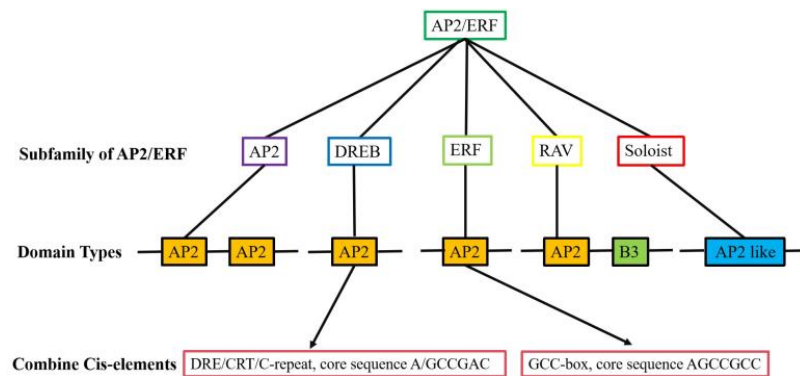 AP2/ERF
Subfamily of AP2/ERF AP2 DREB ERF RAV Soloist
Domain Types AP2 AP2 AP2 AP2 AP2 B3 AP2 like
Combine Cis-elements DRE/CRT/C-repeat, core sequence A/GCCGAC GCC-box, core sequence AGCCGCC